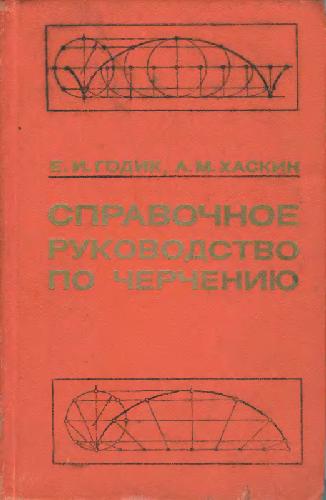 Е. И. ГОДИК, А. М. ХАСКИН
СПРАВОЧНОЕ
РУКОВОДСТВО
ПО ЧЕРЧЕНИЮ